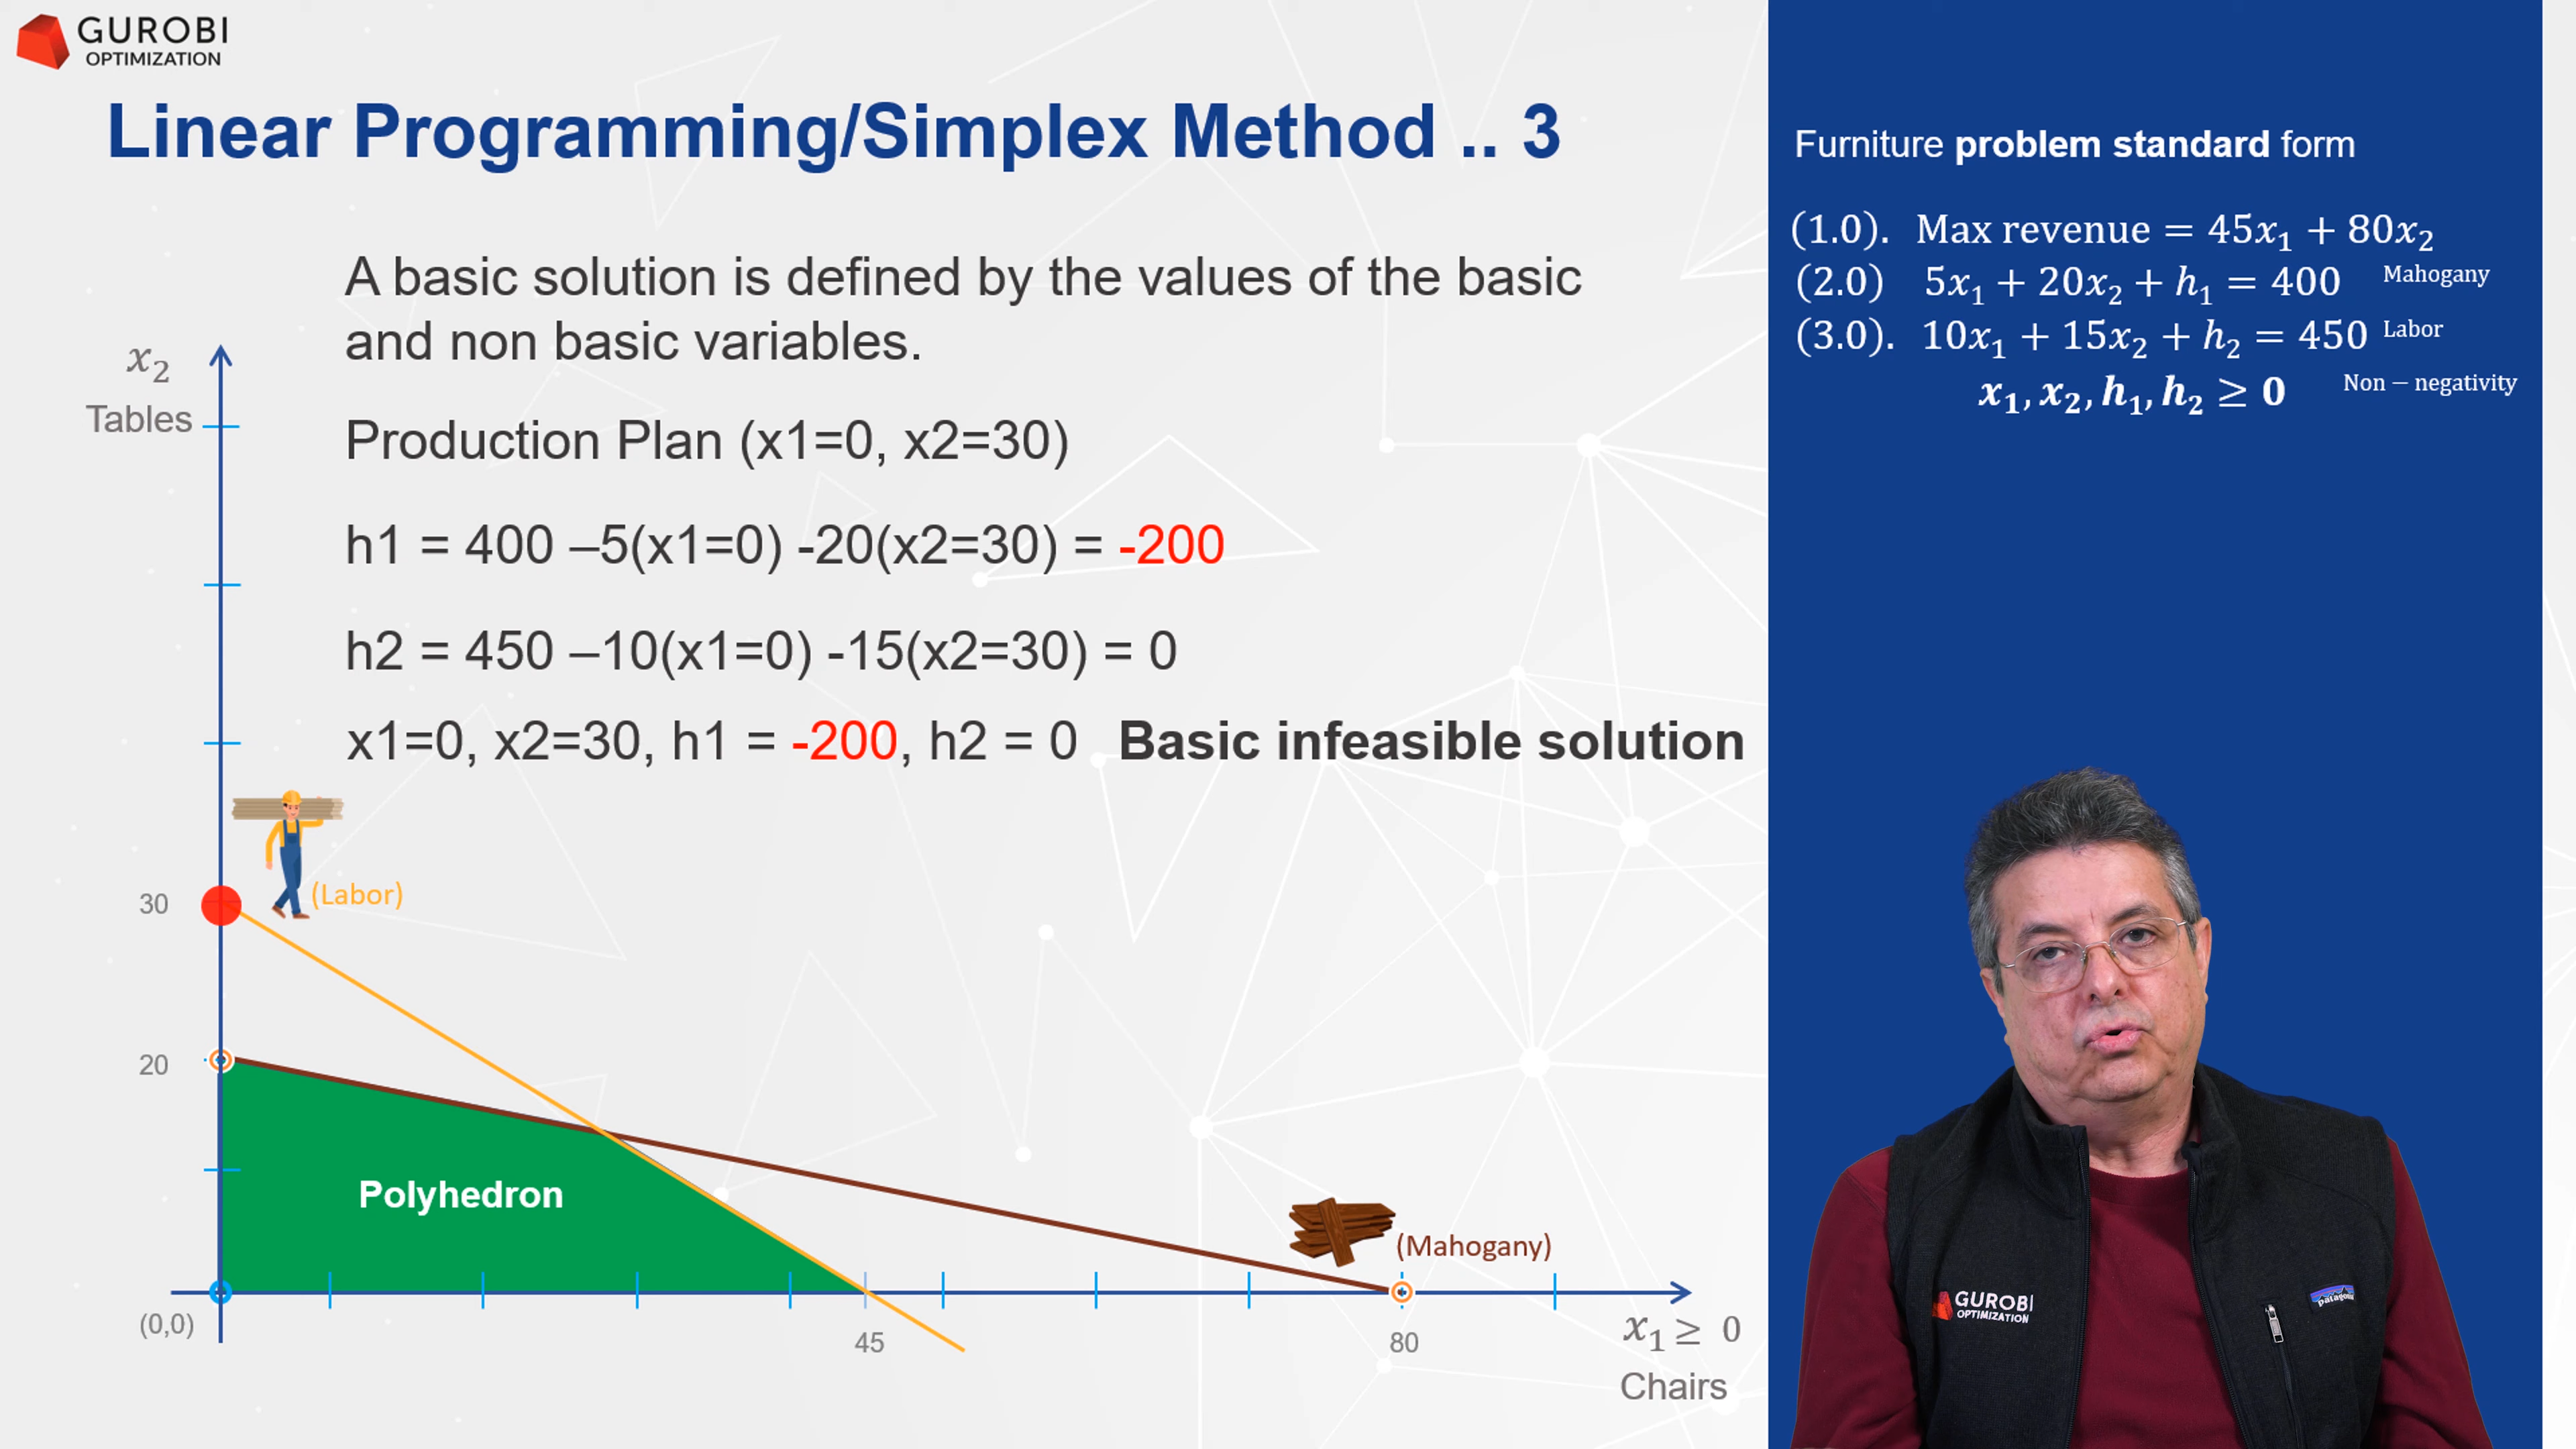 GUROBI
OPTIMIZATION
Linear Programming/Simplex Method .. 3
A basic solution is defined by the values of the basic
and non basic variables.
Production Plan (x1=0, x2=30)
h1 = 400 –5(x1=0) -20(x2=30) = -200
h2 = 450 –10(x1=0) -15(x2=30) = 0
x1=0, x2=30, h1 = -200, h2 = 0 Basic infeasible solution
x₂
Tables
30
(Labor)
20
Polyhedron
(Mahogany)
(0,0)
45
80
x₁ ≥ 0
Chairs
Furniture problem standard form
(1.0). Max revenue = 45x₁ + 80x₂
(2.0) 5x₁ + 20x₂ + h₁ = 400 Mahogany
(3.0). 10x₁ + 15x₂ + h₂ = 450 Labor
x₁, x₂, h₁, h₂ ≥ 0 Non – negativity
GUROBI
OPTIMIZATION
patagonia